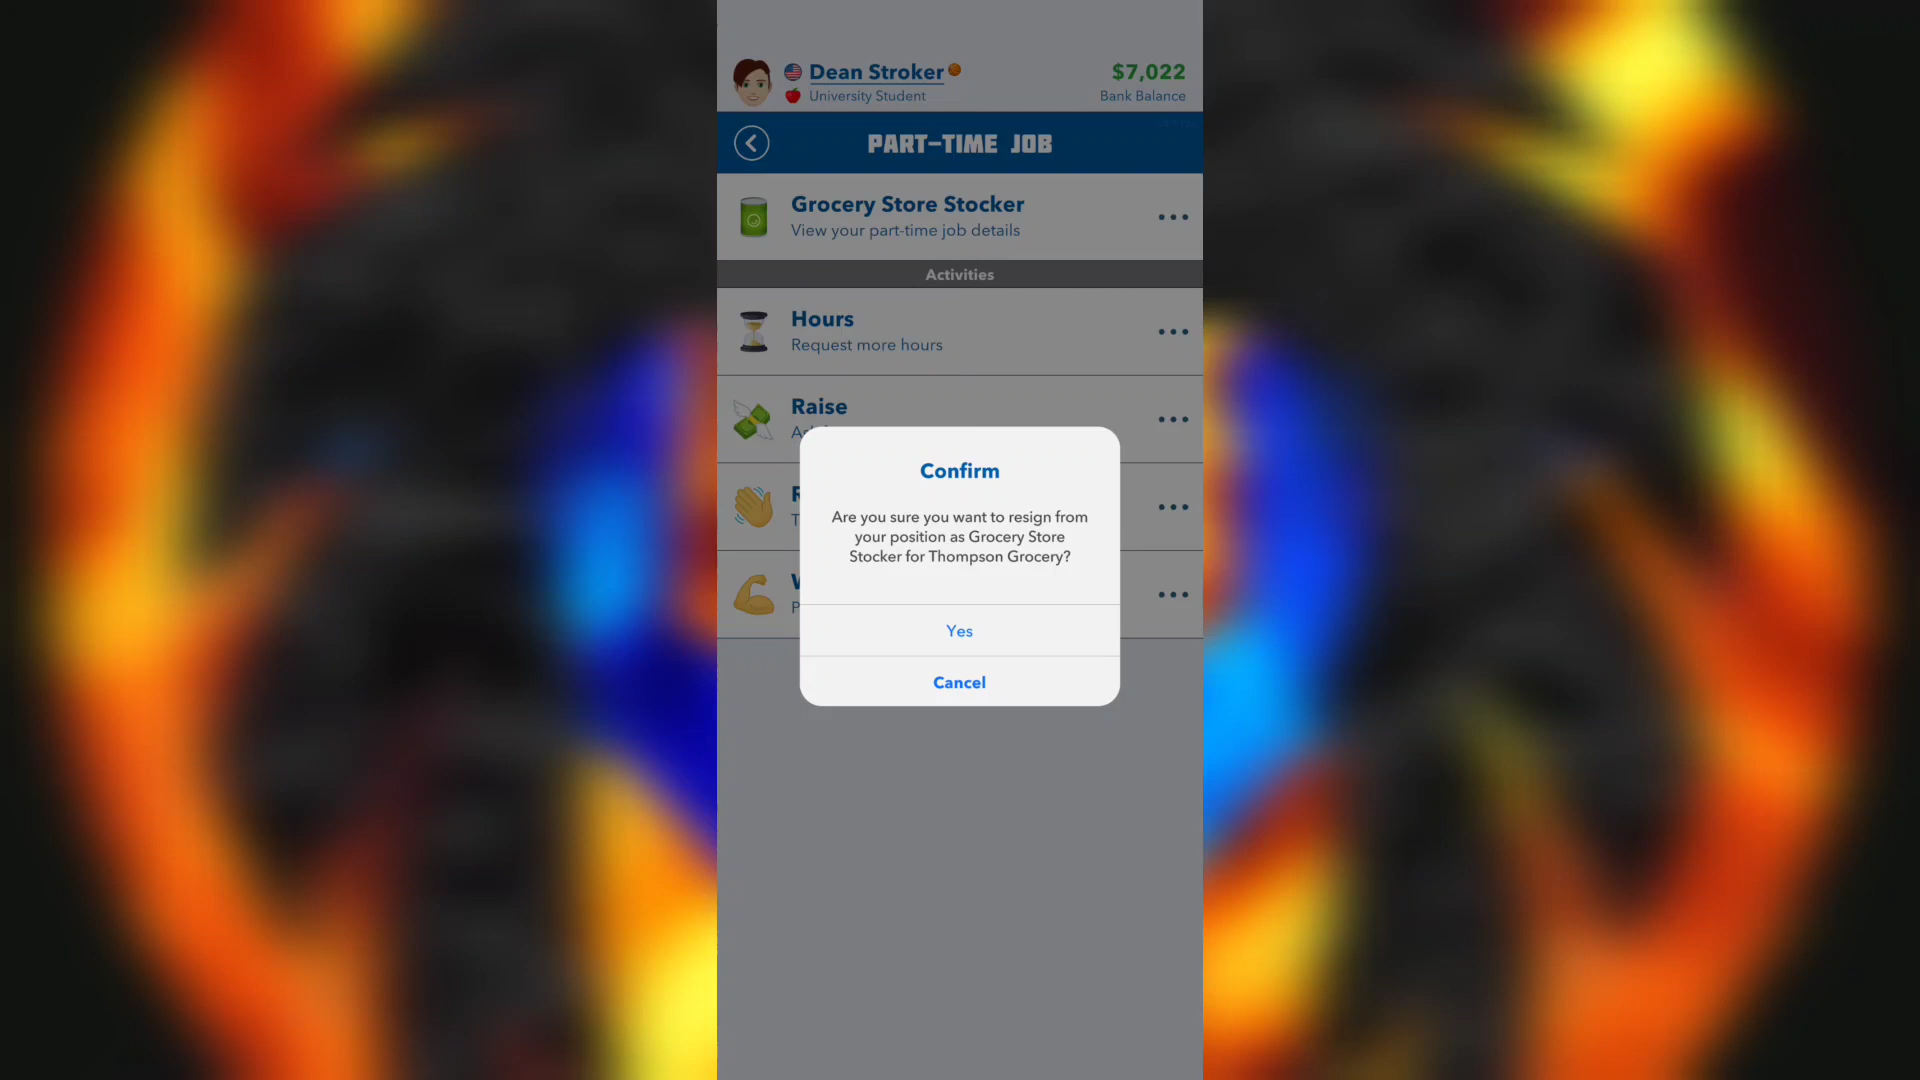 Dean Stroker
$7,022
University Student
Bank Balance
PART-TIME JOB
Grocery Store Stocker
View your part-time job details
Activities
Hours
Request more hours
Raise
Confirm
Are you sure you want to resign from
your position as Grocery Store
Stocker for Thompson Grocery?
Yes
Cancel